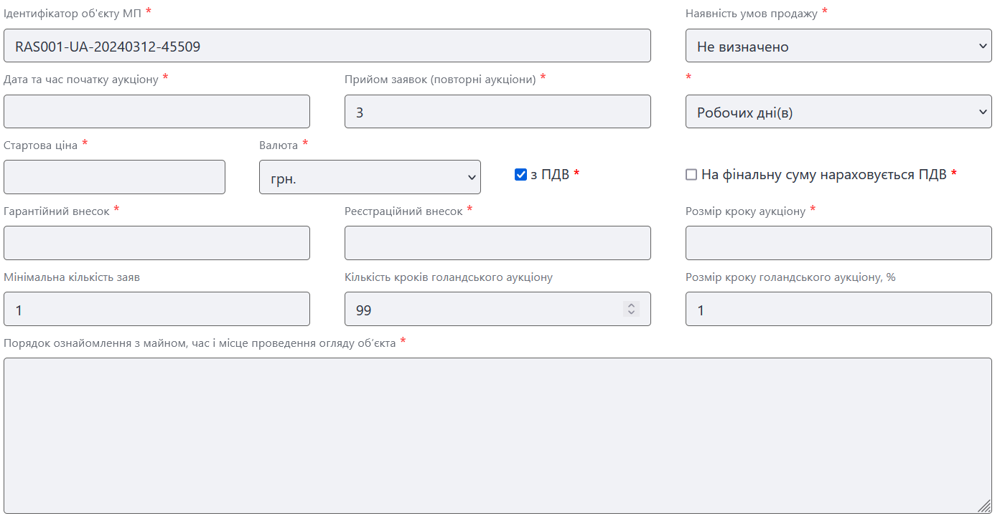 Ідентифікатор об'єкту МП * Наявність умов продажу *
RAS001-UA-20240312-45509 Не визначено
Дата та час початку аукціону * Прийом заявок (повторні аукціони) * *
3 Робочих дні(в)
Стартова ціна * Валюта *
грн. з ПДВ * На фінальну суму нараховується ПДВ *
Гарантійний внесок * Реєстраційний внесок * Розмір кроку аукціону *
Мінімальна кількість заяв Кількість кроків голандського аукціону Розмір кроку голандського аукціону, %
1 99 1
Порядок ознайомлення з майном, час і місце проведення огляду об’єкта *